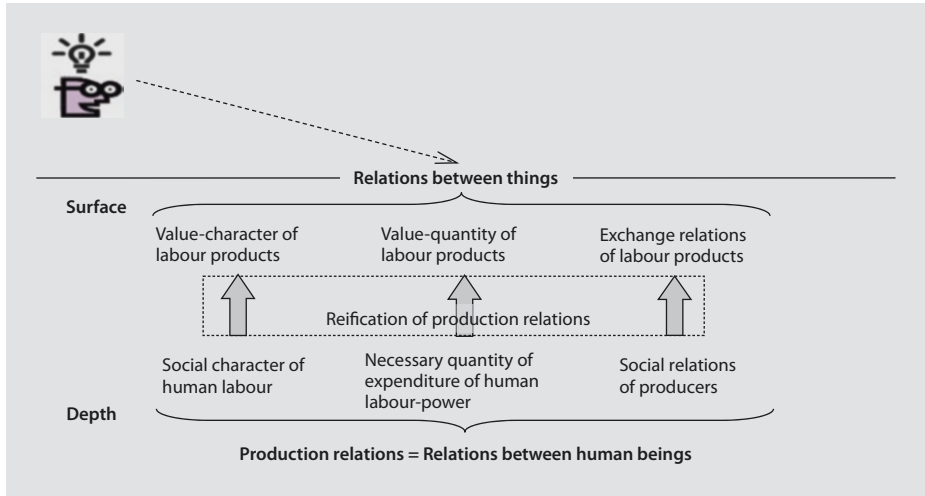 Relations between things
Surface
Value-character of
labour products
Value-quantity of
labour products
Exchange relations
of labour products
Reification of production relations
Social character of
human labour
Necessary quantity of
expenditure of human
labour-power
Social relations
of producers
Depth
Production relations = Relations between human beings